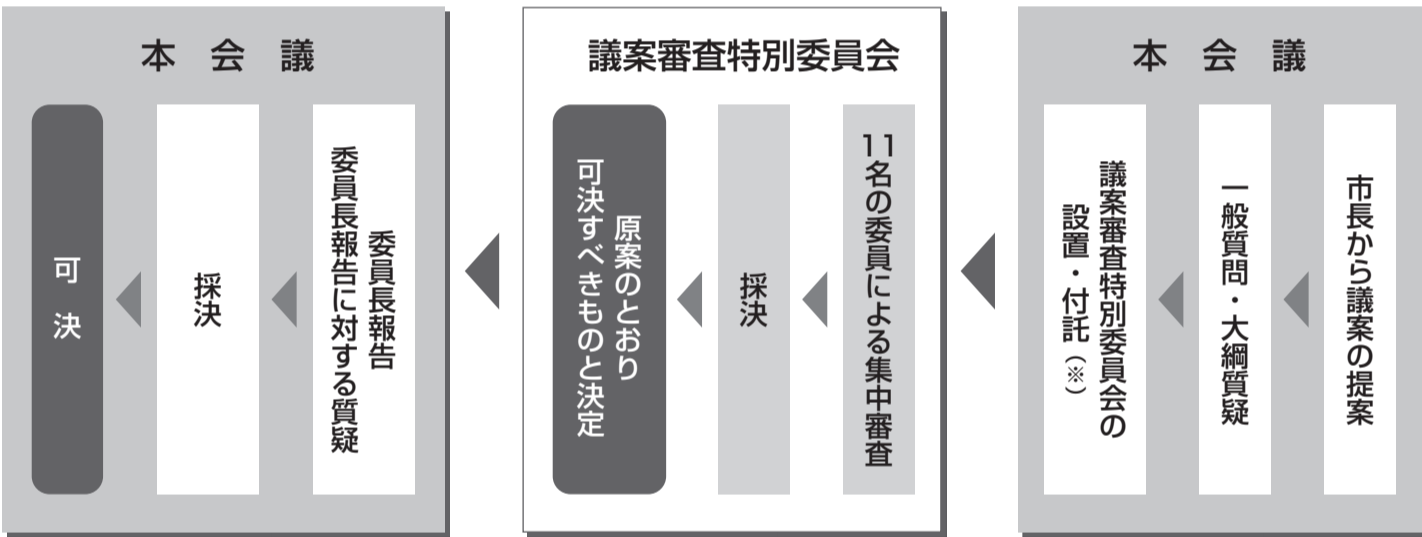 本会議
市長から議案の提案
一般質問・大綱質疑
議案審査特別委員会の
設置・付託（※）
議案審査特別委員会
11名の委員による集中審査
採決
原案のとおり
可決すべきものと決定
本会議
委員長報告
委員長報告に対する質疑
採決
可決